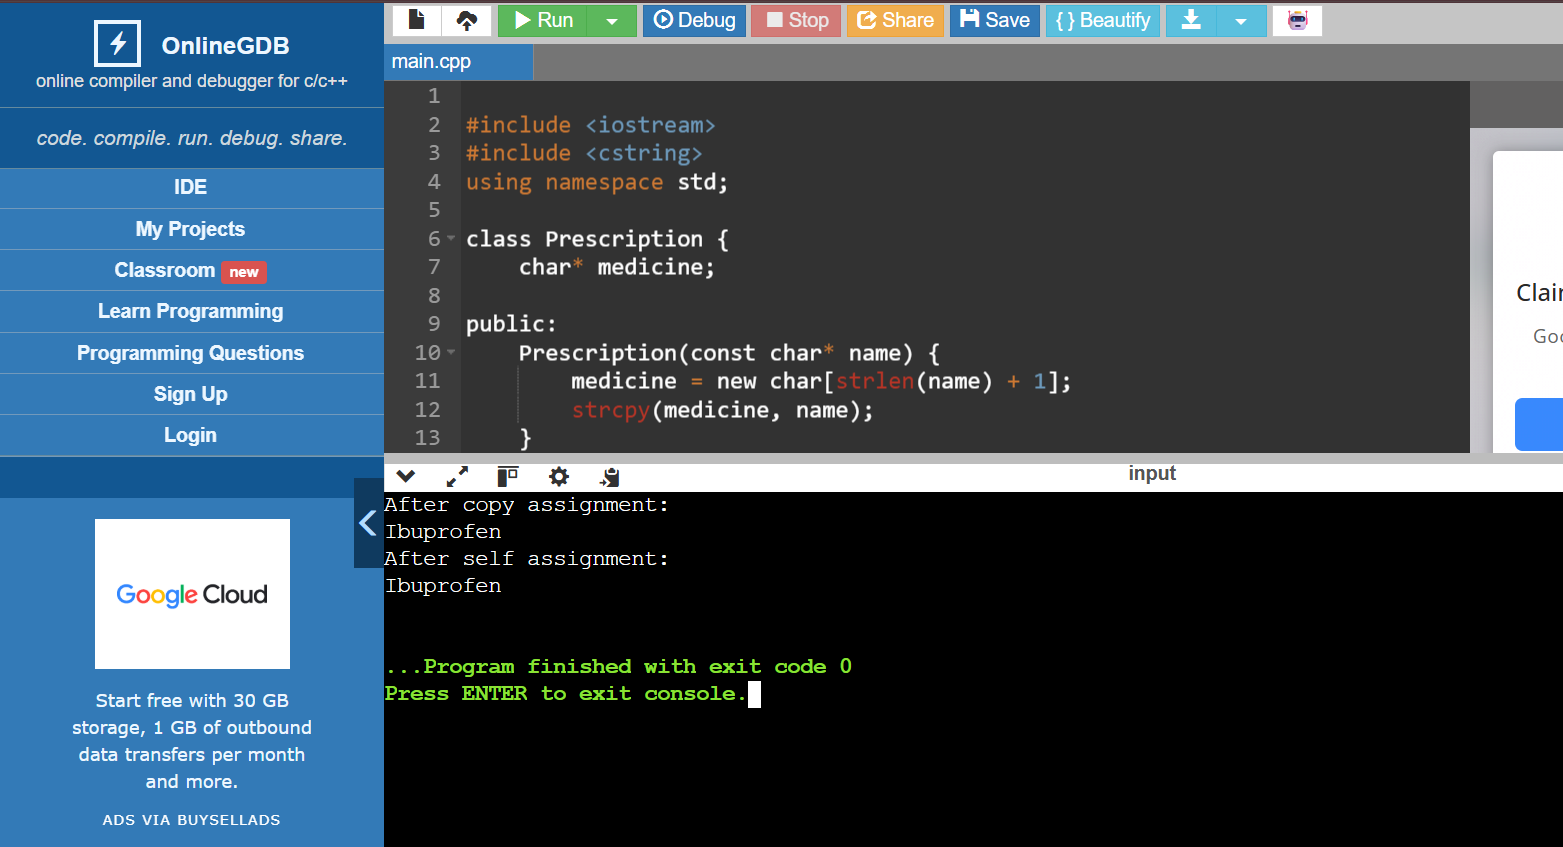 OnlineGDB
online compiler and debugger for c/c++
code. compile. run. debug. share.
IDE
My Projects
Classroom new
Learn Programming
Programming Questions
Sign Up
Login
Google Cloud
Start free with 30 GB
storage, 1 GB of outbound
data transfers per month
and more.
ADS VIA BUYSELLADS
Run Debug Stop Share Save { } Beautify
main.cpp
1
2 #include <iostream>
3 #include <cstring>
4 using namespace std;
5
6 class Prescription {
7 char* medicine;
8
9 public:
10 Prescription(const char* name) {
11 medicine = new char[strlen(name) + 1];
12 strcpy(medicine, name);
13 }
input
After copy assignment:
Ibuprofen
After self assignment:
Ibuprofen
...Program finished with exit code 0
Press ENTER to exit console.